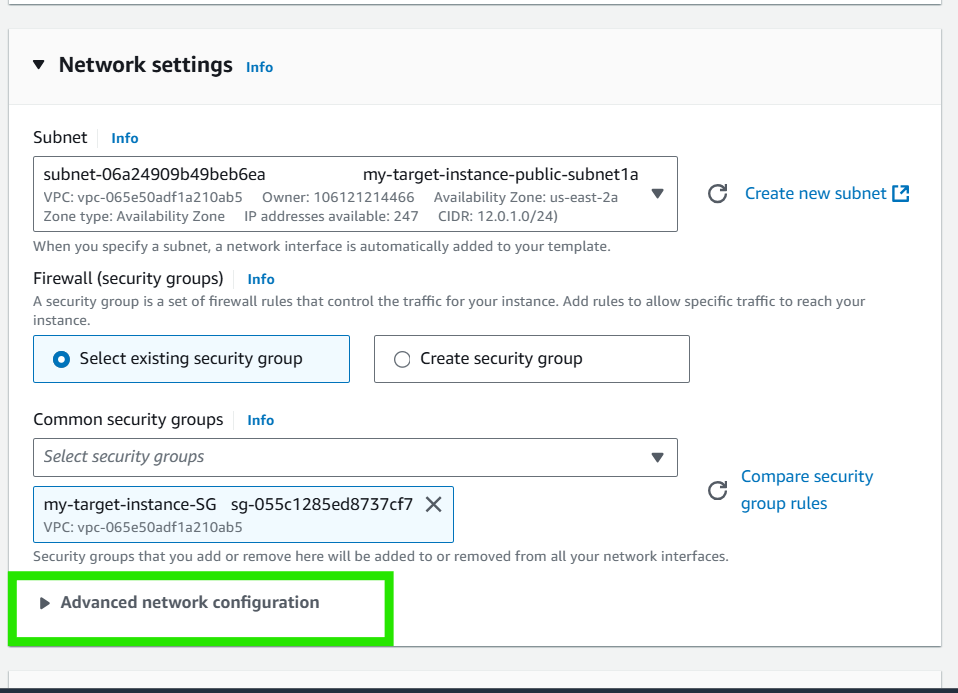 Network settings Info
Subnet Info
subnet-06a24909b49beb6ea my-target-instance-public-subnet1a
VPC: vpc-065e50adf1a210ab5 Owner: 106121214466 Availability Zone: us-east-2a
Zone type: Availability Zone IP addresses available: 247 CIDR: 12.0.1.0/24)
Create new subnet
When you specify a subnet, a network interface is automatically added to your template.
Firewall (security groups) Info
A security group is a set of firewall rules that control the traffic for your instance. Add rules to allow specific traffic to reach your
instance.
Select existing security group Create security group
Common security groups Info
Select security groups
my-target-instance-SG sg-055c1285ed8737cf7
VPC: vpc-065e50adf1a210ab5
Compare security
group rules
Security groups that you add or remove here will be added to or removed from all your network interfaces.
Advanced network configuration